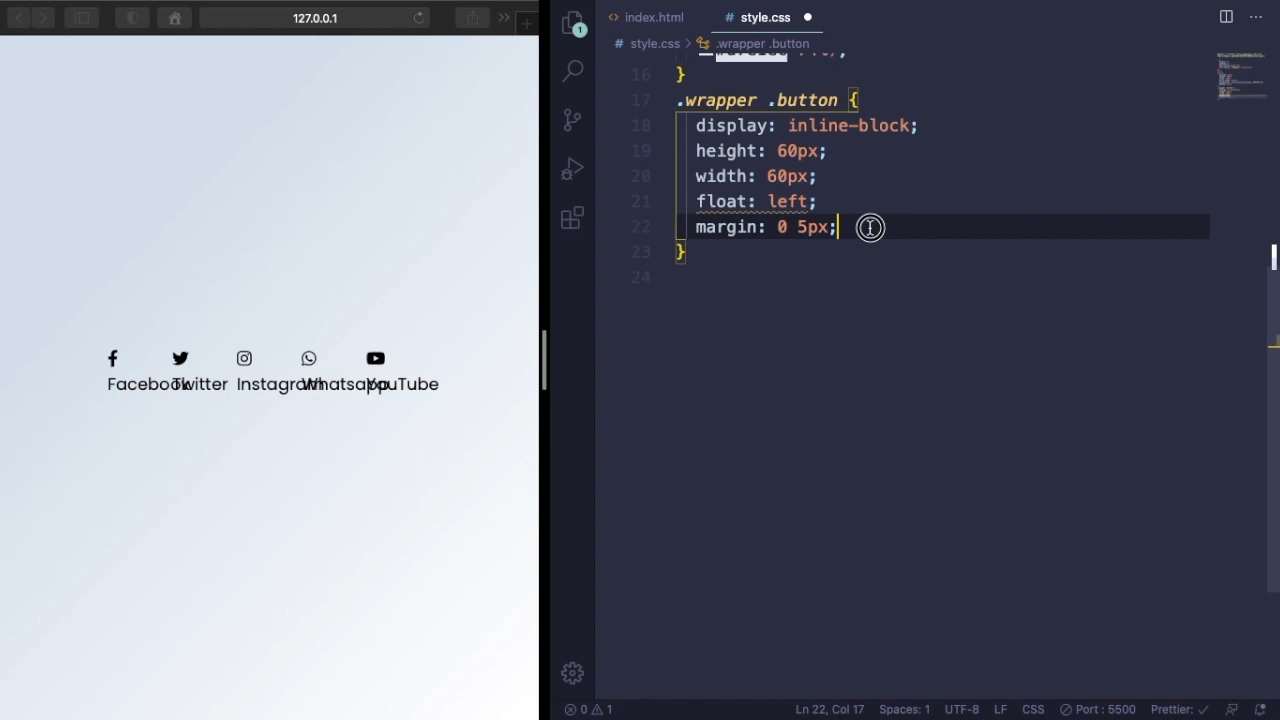 127.0.0.1
Facebook
Twitter
Instagram
Whatsapp
YouTube
1
index.html
style.css
style.css
.wrapper .button
16 }
17 .wrapper .button {
18 display: inline-block;
19 height: 60px;
20 width: 60px;
21 float: left;
22 margin: 0 5px;
23 }
24
0 1
Ln 22, Col 17
Spaces: 1
UTF-8
LF
CSS
Port : 5500
Prettier: